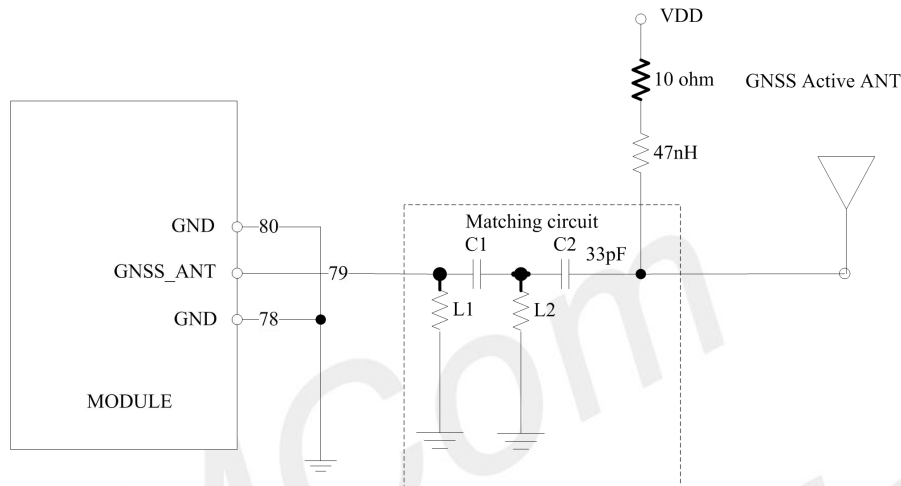 VDD
10 ohm
GNSS Active ANT
47nH
Matching circuit
C1
C2
33pF
GND
80
GNSS_ANT
79
GND
78
L1
L2
MODULE